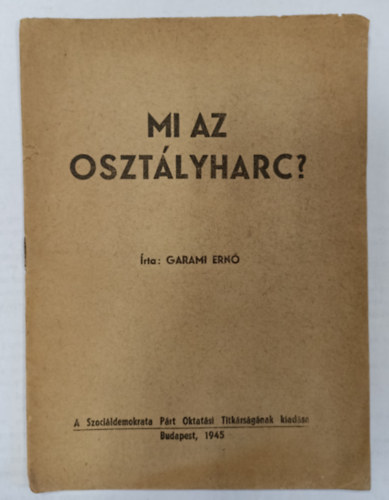 MI AZ
OSZTÁLYHARC?
Írta: GARAMI ERNŐ
A Szociáldemokrata Párt Oktatási Titkárságának kiadása
Budapest, 1945